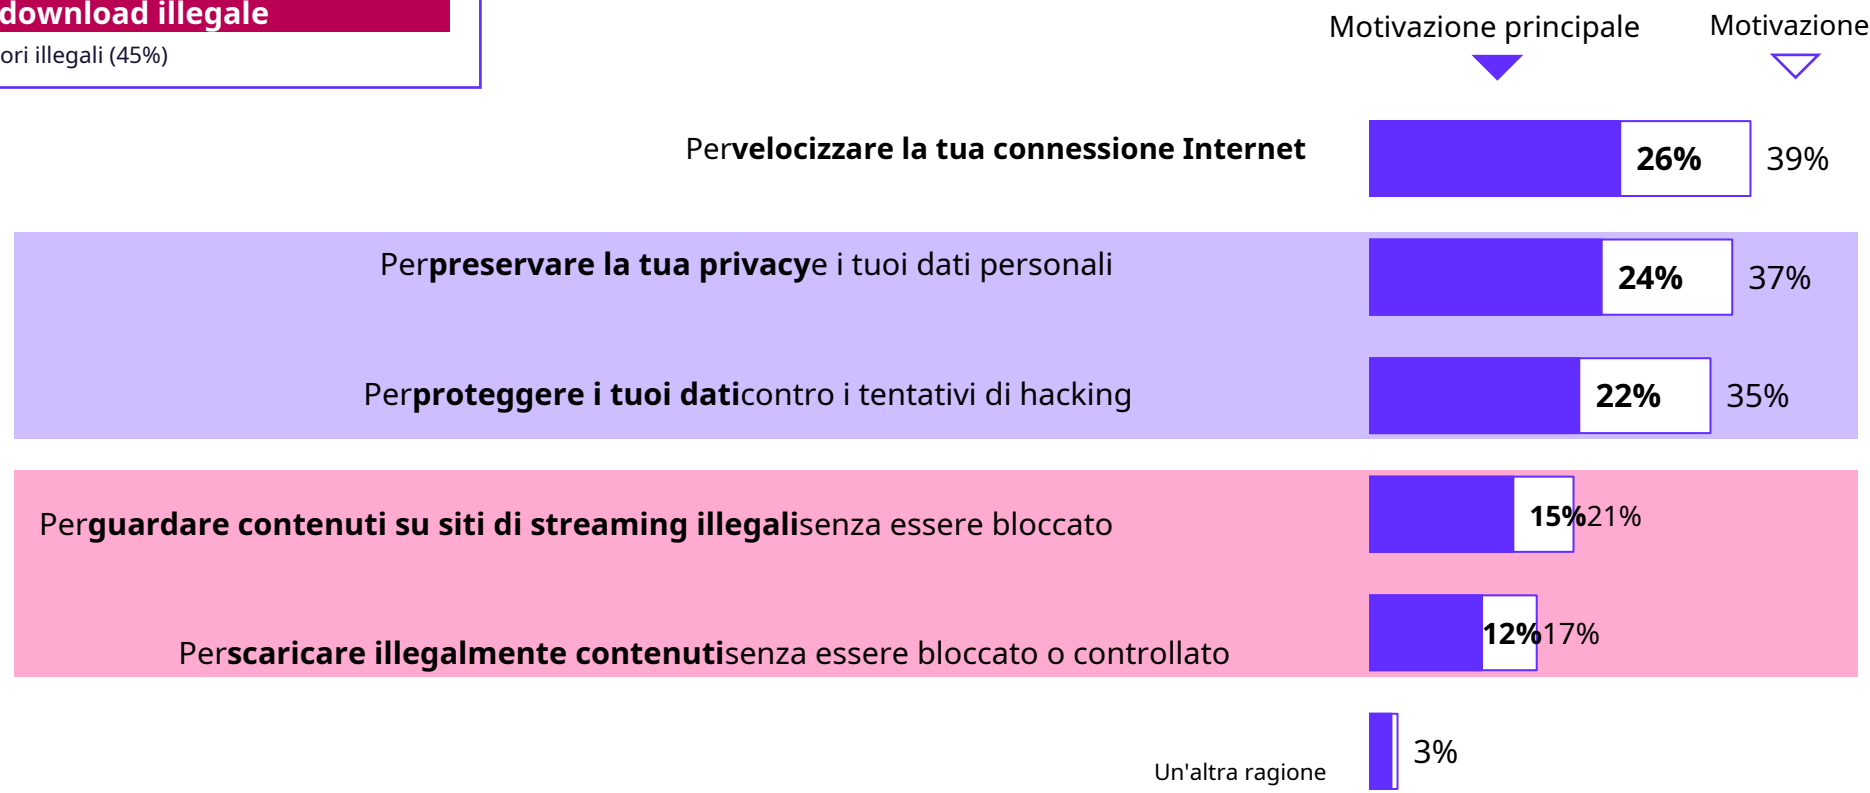 download illegale
ori illegali (45%)
Motivazione principale
Motivazione
Pervelocizzare la tua connessione Internet
26%
39%
Perpreservare la tua privacye i tuoi dati personali
24%
37%
Perproteggere i tuoi daticontro i tentativi di hacking
22%
35%
Perguardare contenuti su siti di streaming illegalisenza essere bloccato
15%
21%
Perscaricare illegalmente contenutisenza essere bloccato o controllato
12%
17%
Un'altra ragione
3%